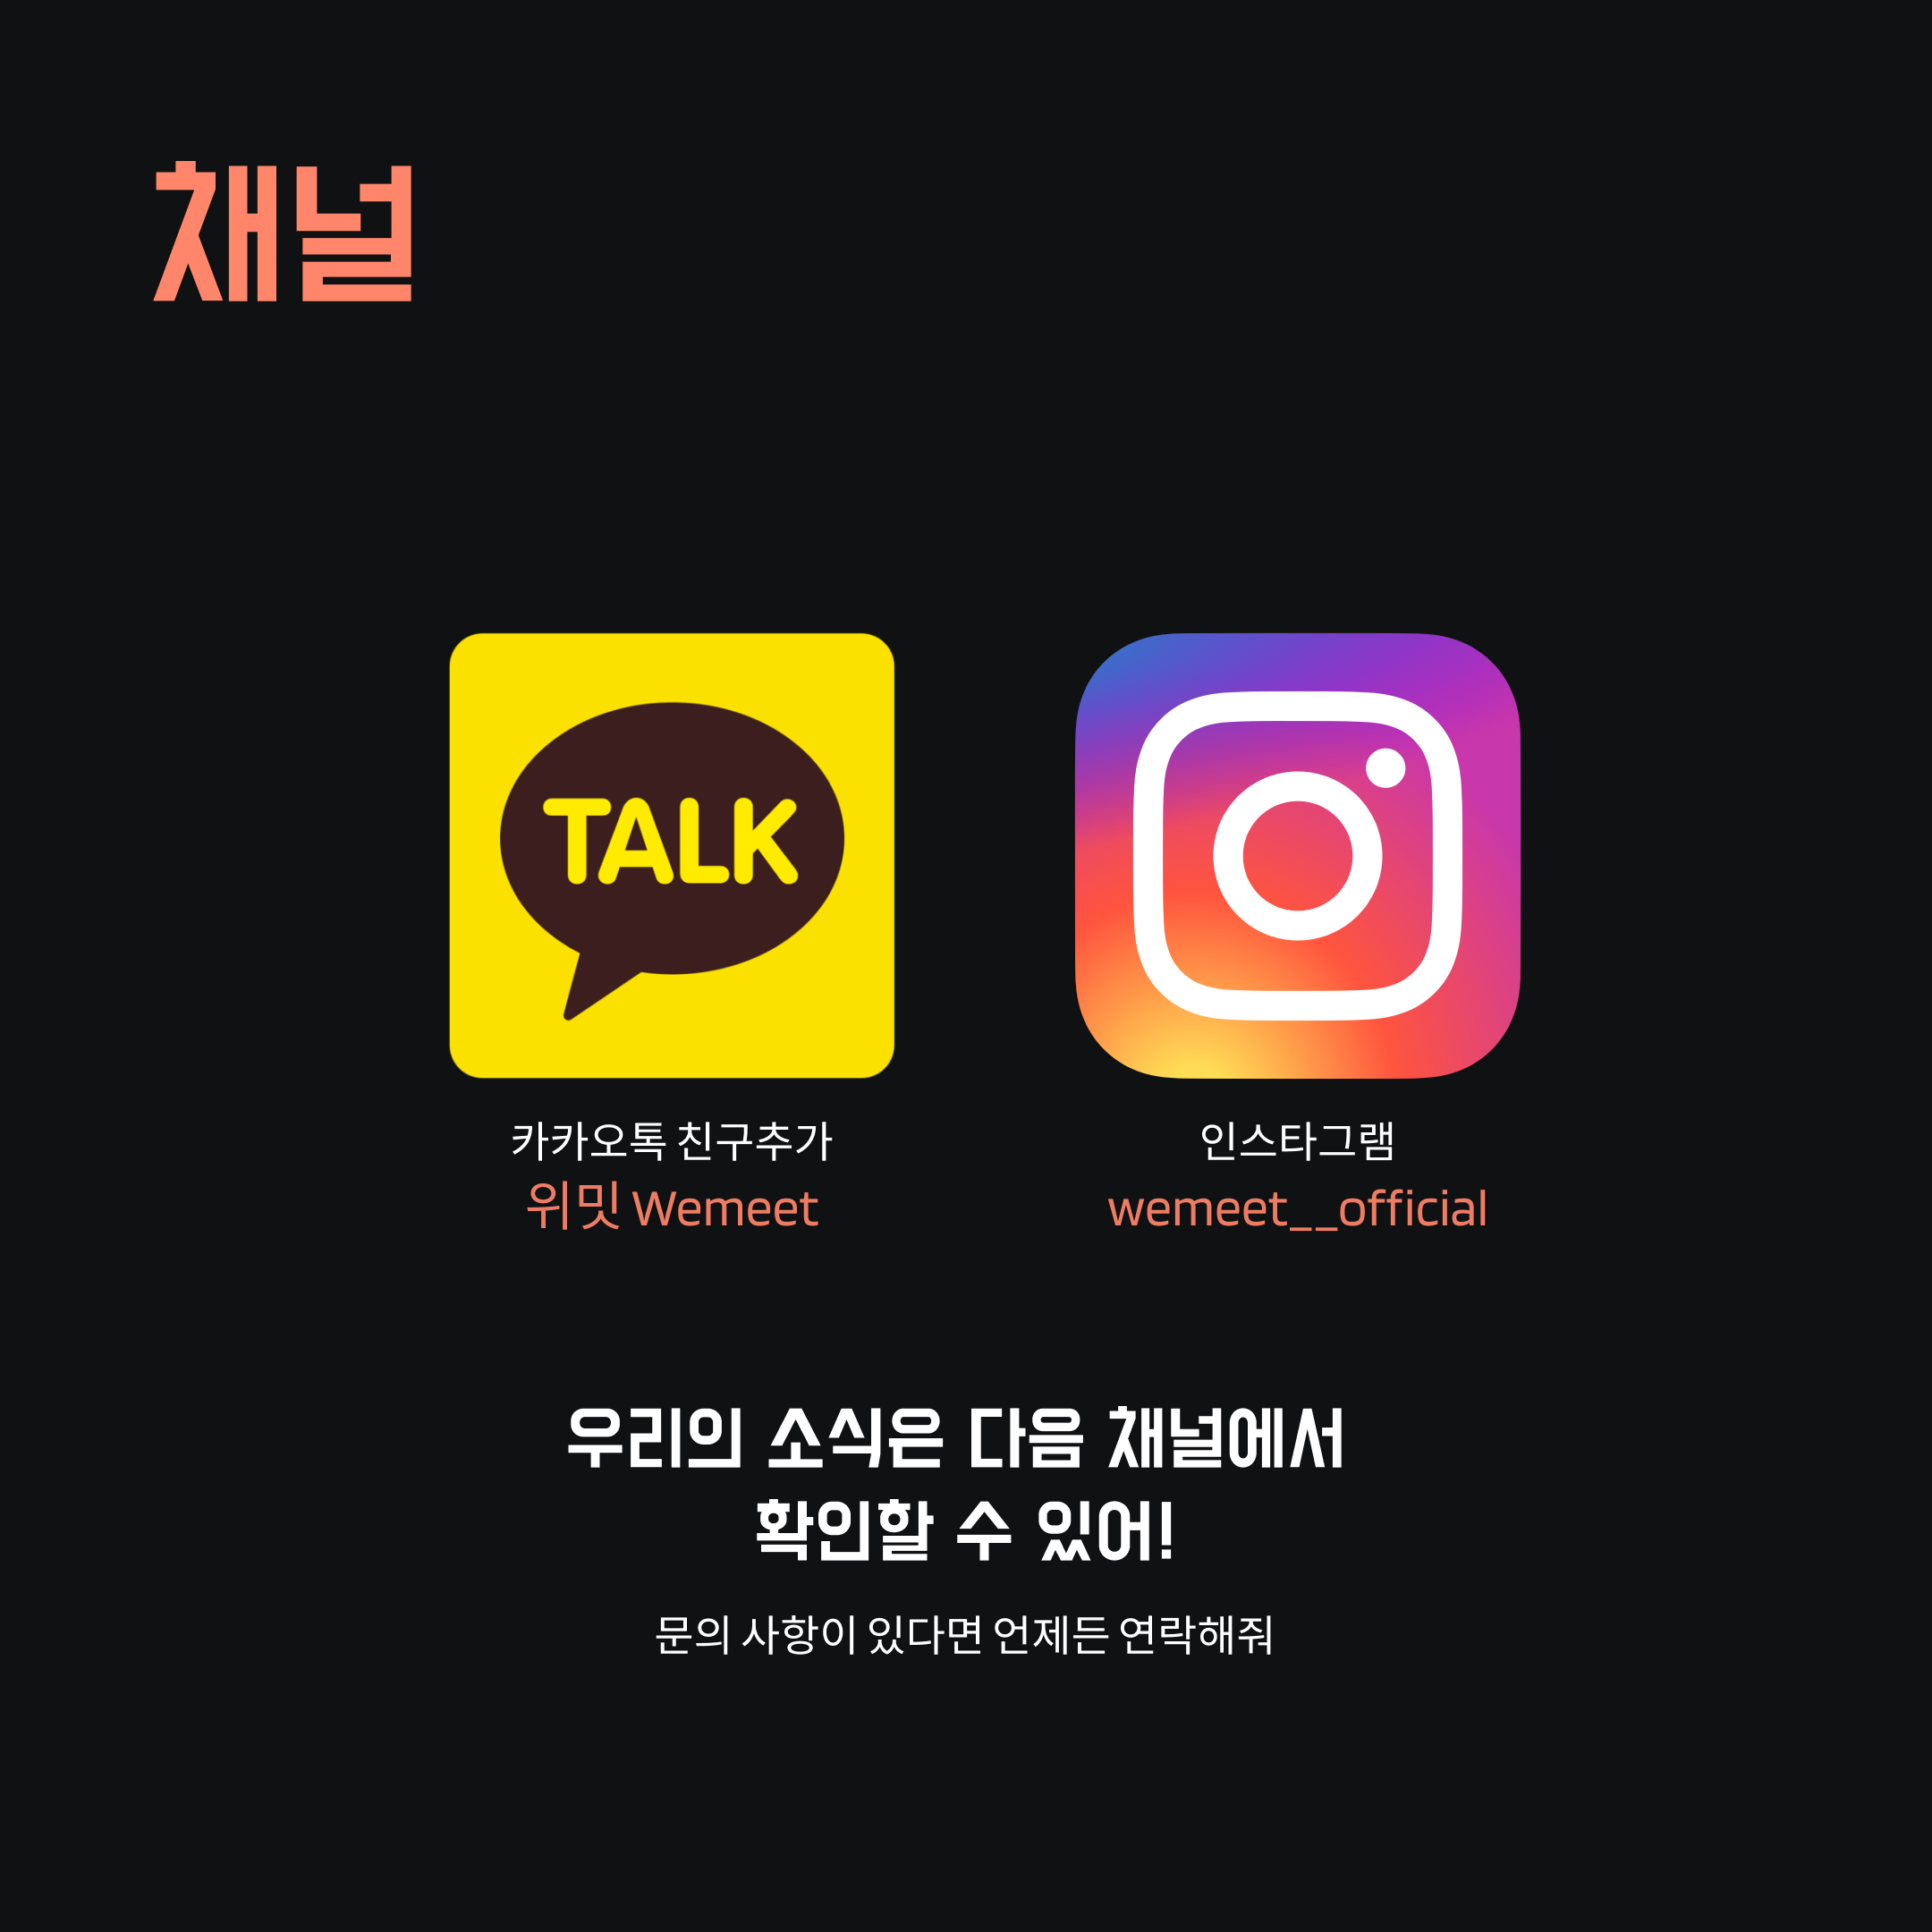 채널
TALK
카카오톡친구추가
위밋 Wemeet
인스타그램
wemeet__official
우리의 소식은 다음 채널에서
확인할 수 있어!
문의 사항이 있다면 언제든 연락해줘